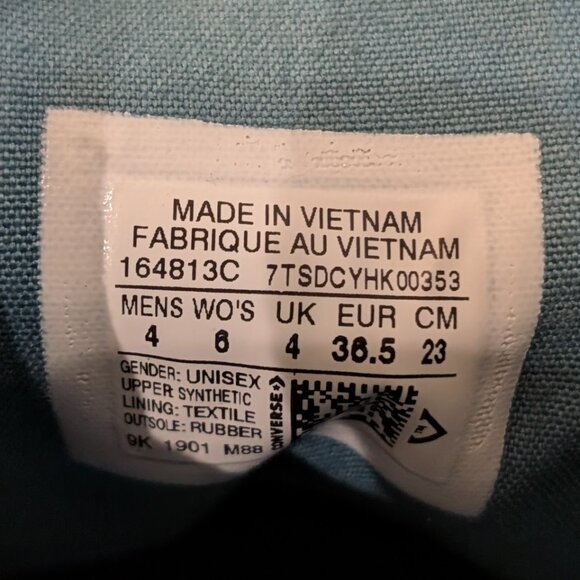 MADE IN VIETNAM
FABRIQUE AU VIETNAM
164813C 7TSDCYHK00353
MENS WO'S UK EUR CM
4 6 4 36.5 23
GENDER: UNISEX
UPPER: SYNTHETIC
LINING: TEXTILE
OUTSOLE: RUBBER
9K 1901 M88
CONVERSE